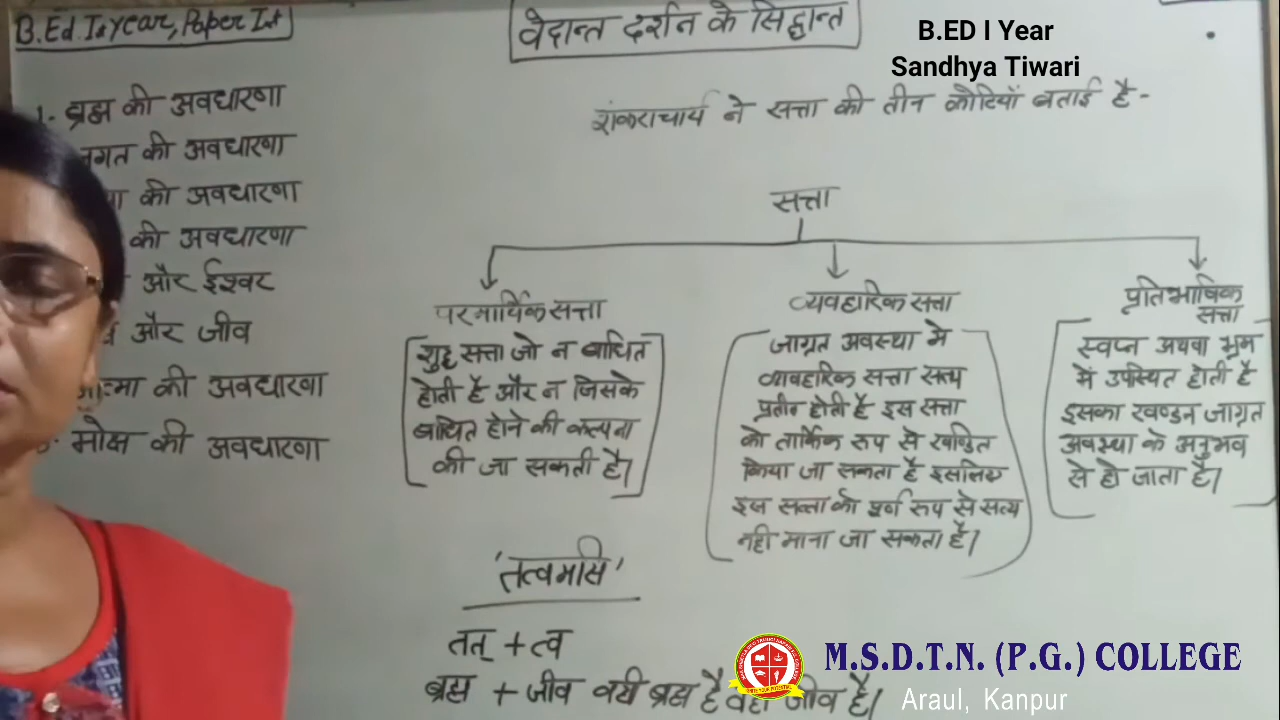 B.Ed. Ist year, Paper Ist
वेदान्त दर्शन के सिद्धान्त
B.ED I Year
Sandhya Tiwari
1- ब्रह्म की अवधारणा
जगत की अवधारणा
की अवधारणा
की अवधारणा
और ईश्वर
और जीव
की अवधारणा
मोक्ष की अवधारणा
शंकराचार्य ने सत्ता की तीन कोटियाँ बताई है-
सत्ता
परमार्थिक सत्ता
शुद्द सत्ता जो न बाधित
होती है और न जिसके
बाधित होने की कल्पना
की जा सकती है।
व्यवहारिक सत्ता
जाग्रत अवस्था मे
व्यवहारिक सत्ता सत्य
प्रतीत होती है इस सत्ता
को तार्किक रूप से खण्डित
किया जा सकता है इसलिए
इस सत्ता को पूर्ण रूप से सत्य
नही माना जा सकता है।
प्रतिभाषिक
सत्ता
स्वप्न अथवा भ्रम
में उपस्थित होती है
इसका खण्डन जाग्रत
अवस्था के अनुभव
से हो जाता है।
'तत्वमसि'
तत् + त्व
ब्रह्म + जीव वही ब्रह्म है वही जीव है।
M.S.D.T.N. (P.G.) COLLEGE
Araul, Kanpur